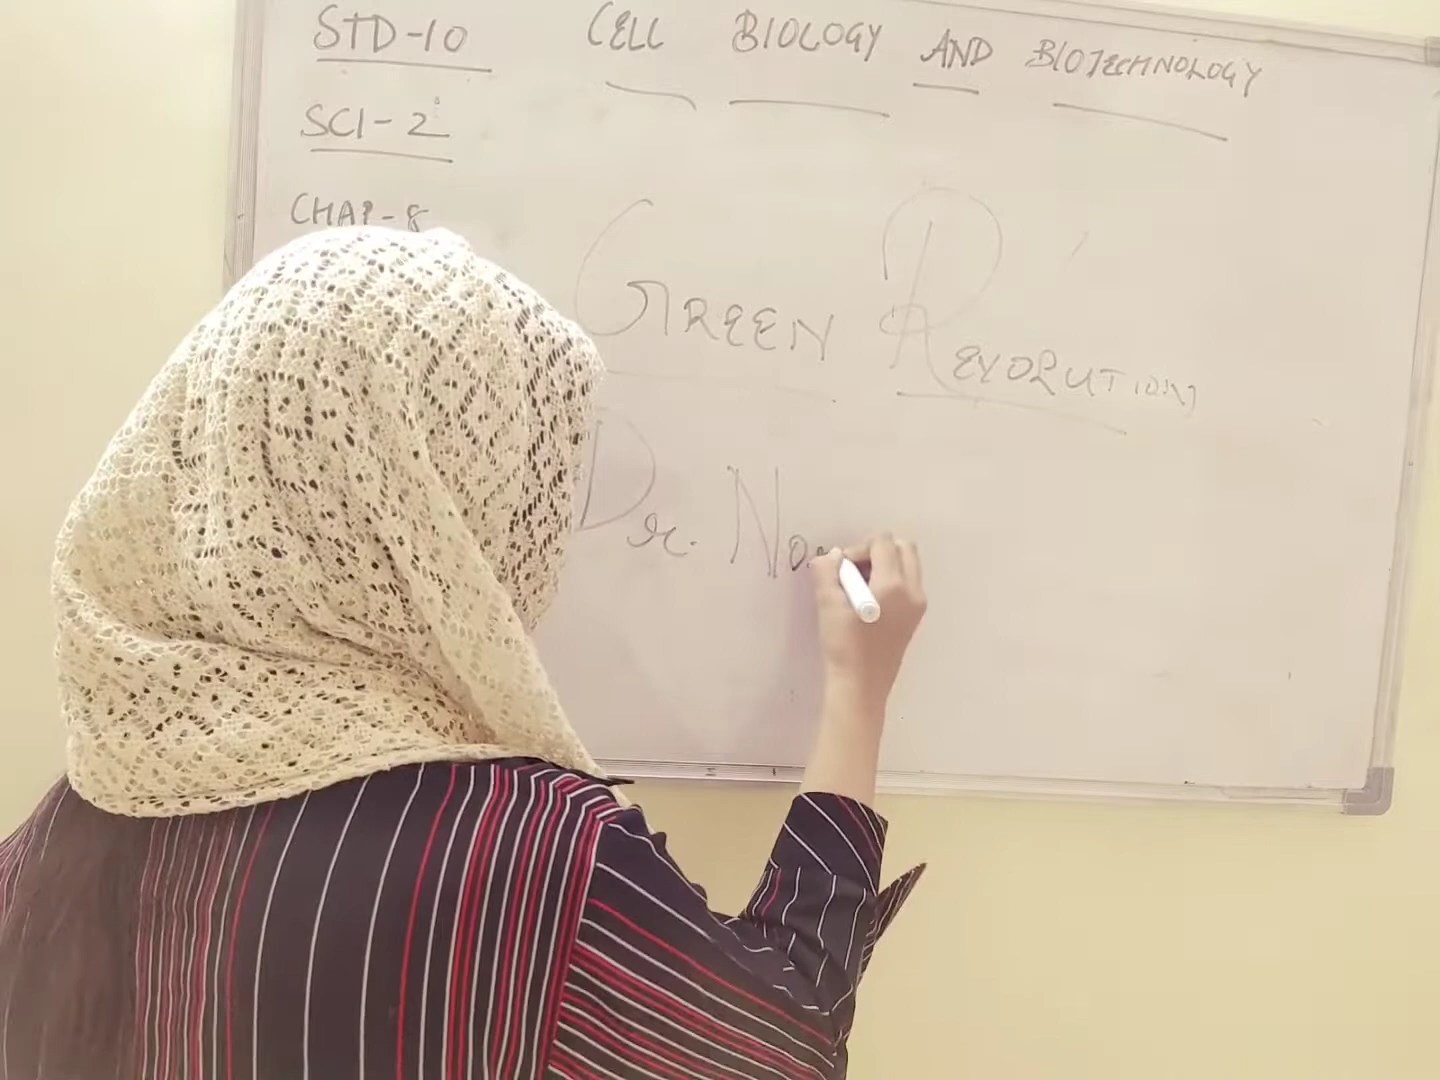 STD-10 CELL BIOLOGY AND BIOTECHNOLOGY
SCI-2
CHAP-8
GREEN REVOLUTION
Dr. No